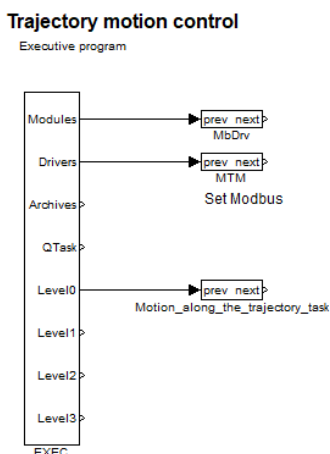 Trajectory motion control
Executive program
Modules
prev next
MbDrv
Drivers
prev next
MTM
Set Modbus
Archives
QTask
Level0
prev next
Motion_along_the_trajectory_task
Level1
Level2
Level3
EXEC